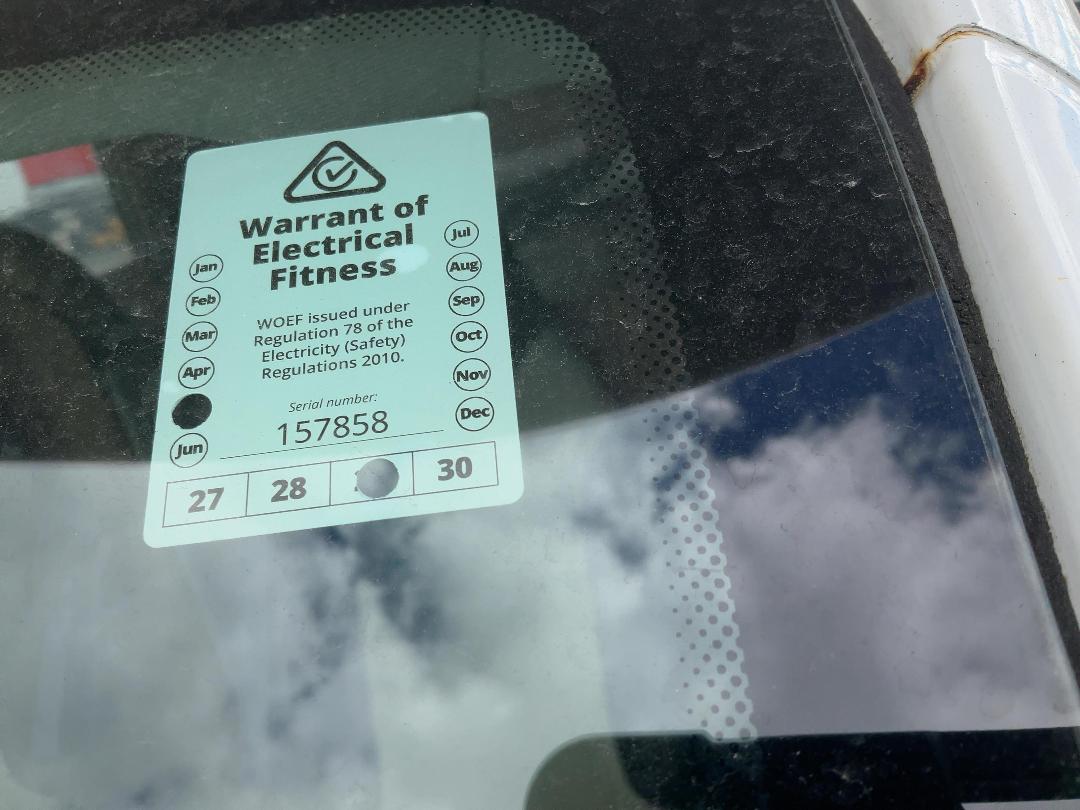 Warrant of
Electrical
Fitness
Jan
Feb
Mar
Apr
Jun
Jul
Aug
Sep
Oct
Nov
Dec
WOEF issued under
Regulation 78 of the
Electricity (Safety)
Regulations 2010.
Serial number:
157858
27 28 30